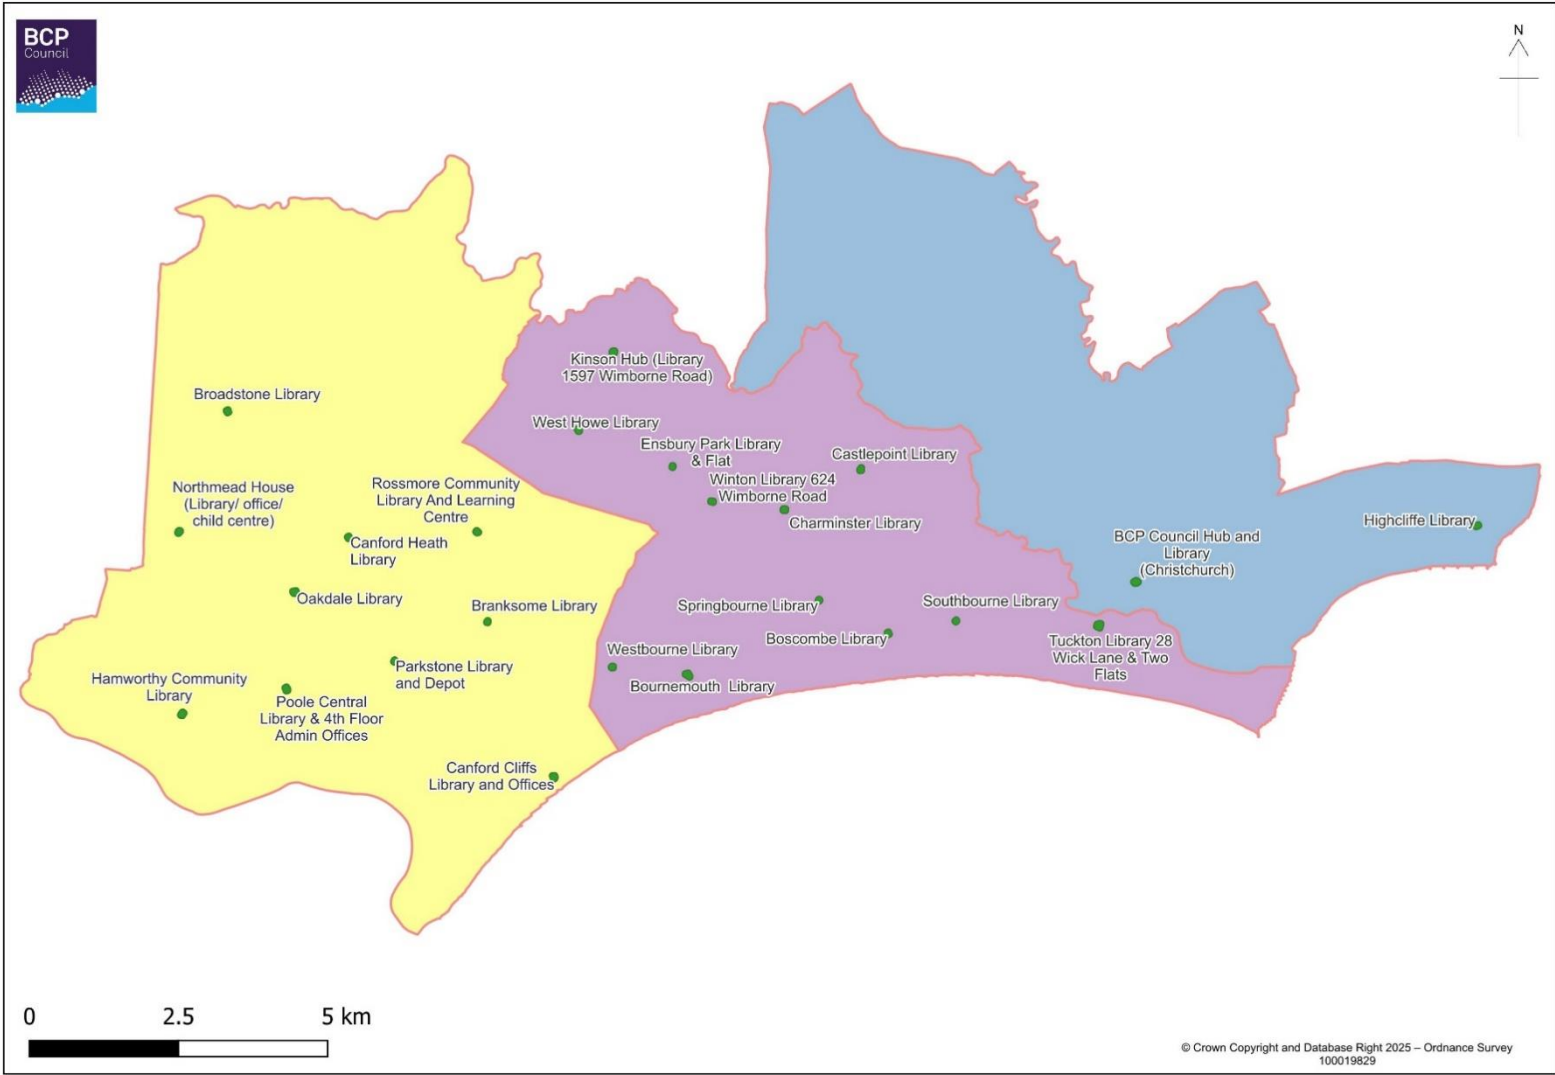 BCP
Council
N
Kinson Hub (Library
1597 Wimborne Road)
Broadstone Library
West Howe Library
Ensbury Park Library
& Flat
Castlepoint Library
Winton Library 624
Wimborne Road
Charminster Library
Northmead House
(Library/ office/
child centre)
Rossmore Community
Library And Learning
Centre
Canford Heath
Library
Highcliffe Library
BCP Council Hub and
Library
(Christchurch)
Oakdale Library
Branksome Library
Springbourne Library
Southbourne Library
Boscombe Library
Tuckton Library 28
Wick Lane & Two
Flats
Westbourne Library
Bournemouth  Library
Parkstone Library
and Depot
Hamworthy Community
Library
Poole Central
Library & 4th Floor
Admin Offices
Canford Cliffs
Library and Offices
0 2.5 5 km
© Crown Copyright and Database Right 2025 – Ordnance Survey
100019829